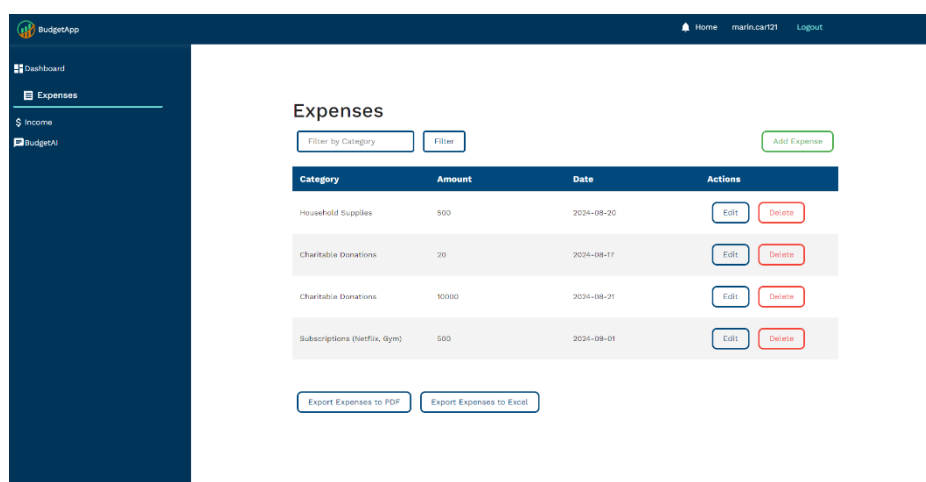 BudgetApp
Home marin.car121 Logout
Dashboard
Expenses
$ Income
BudgetAI
Expenses
Filter by Category Filter Add Expense
Category Amount Date Actions
Household Supplies 500 2024-08-20 Edit Delete
Charitable Donations 20 2024-08-17 Edit Delete
Charitable Donations 10000 2024-08-21 Edit Delete
Subscriptions (Netflix, Gym) 500 2024-09-01 Edit Delete
Export Expenses to PDF Export Expenses to Excel